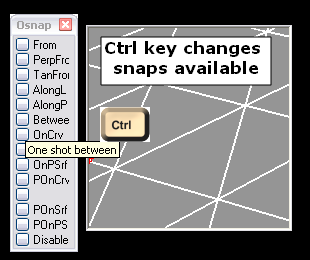 Osnap
From
PerpFro
TanFro
AlongL
AlongP
Betwee
OnCrv
One shot between
OnPSrf
POnCrv
POnSrf
POnPS
Disable
Ctrl key changes
snaps available
Ctrl